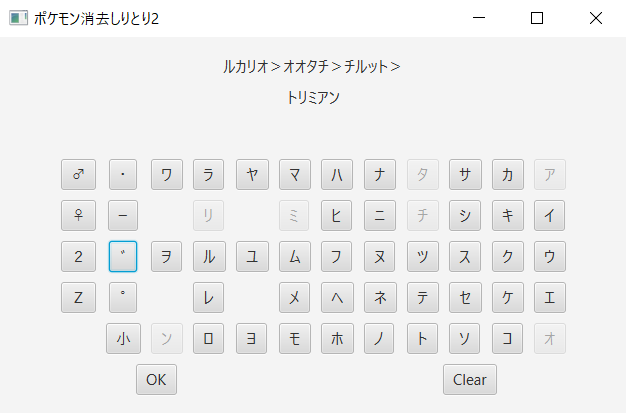 ポケモン消去しりとり2
ルカリオ＞オオタチ＞チルット＞
トリミアン
♂ ・ ワ ラ ヤ マ ハ ナ タ サ カ ア
♀ ー リ ミ ヒ ニ チ シ キ イ
2 ゛ ヲ ル ユ ム フ ヌ ツ ス ク ウ
Z ゜ レ メ ヘ ネ テ セ ケ エ
小 ン ロ ヨ モ ホ ノ ト ソ コ オ
OK Clear